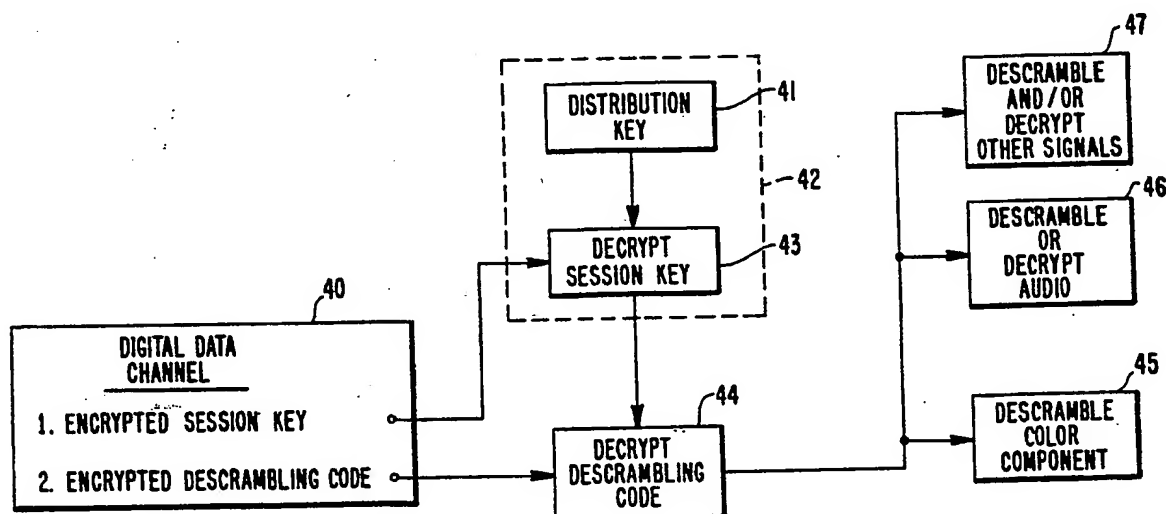 47
DESCRAMBLE
AND/OR
DECRYPT
OTHER SIGNALS
41
DISTRIBUTION
KEY
42
46
DESCRAMBLE
OR
DECRYPT
AUDIO
43
DECRYPT
SESSION KEY
40
DIGITAL DATA
CHANNEL
1. ENCRYPTED SESSION KEY
2. ENCRYPTED DESCRAMBLING CODE
44
DECRYPT
DESCRAMBLING
CODE
45
DESCRAMBLE
COLOR
COMPONENT